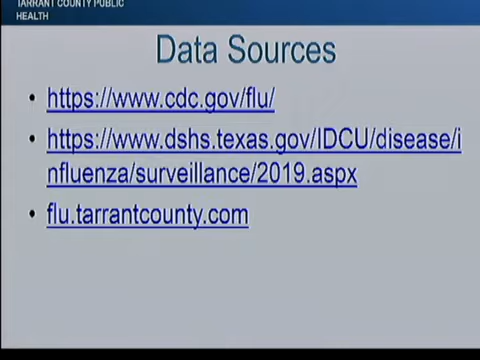 TARRANT COUNTY PUBLIC
HEALTH
Data Sources
• https://www.cdc.gov/flu/
• https://www.dshs.texas.gov/IDCU/disease/i
nfluenza/surveillance/2019.aspx
• flu.tarrantcounty.com